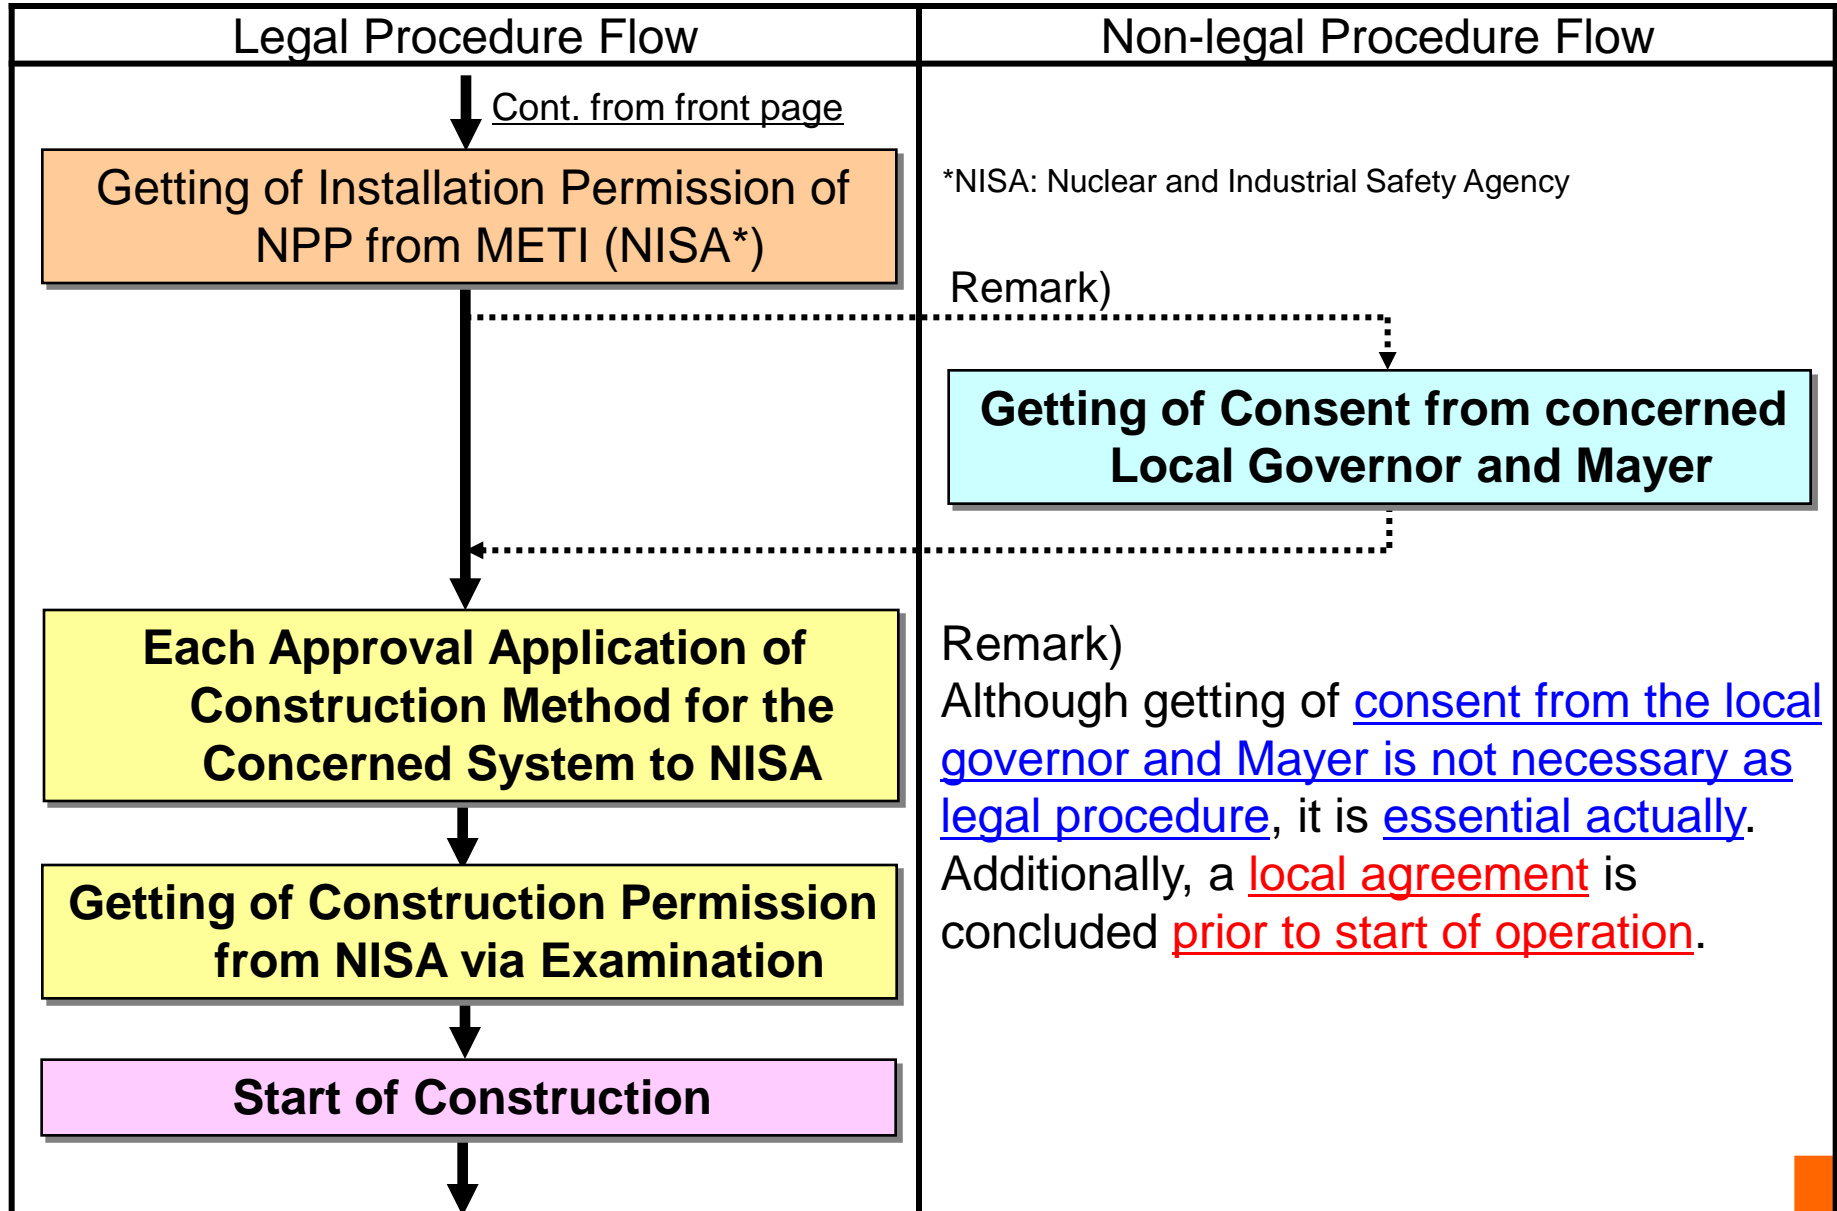 Legal Procedure Flow
Non-legal Procedure Flow
Cont. from front page
Getting of Installation Permission of
NPP from METI (NISA*)
*NISA: Nuclear and Industrial Safety Agency
Remark)
Getting of Consent from concerned
Local Governor and Mayer
Each Approval Application of
Construction Method for the
Concerned System to NISA
Getting of Construction Permission
from NISA via Examination
Start of Construction
Remark)
Although getting of consent from the local
governor and Mayer is not necessary as
legal procedure, it is essential actually.
Additionally, a local agreement is
concluded prior to start of operation.